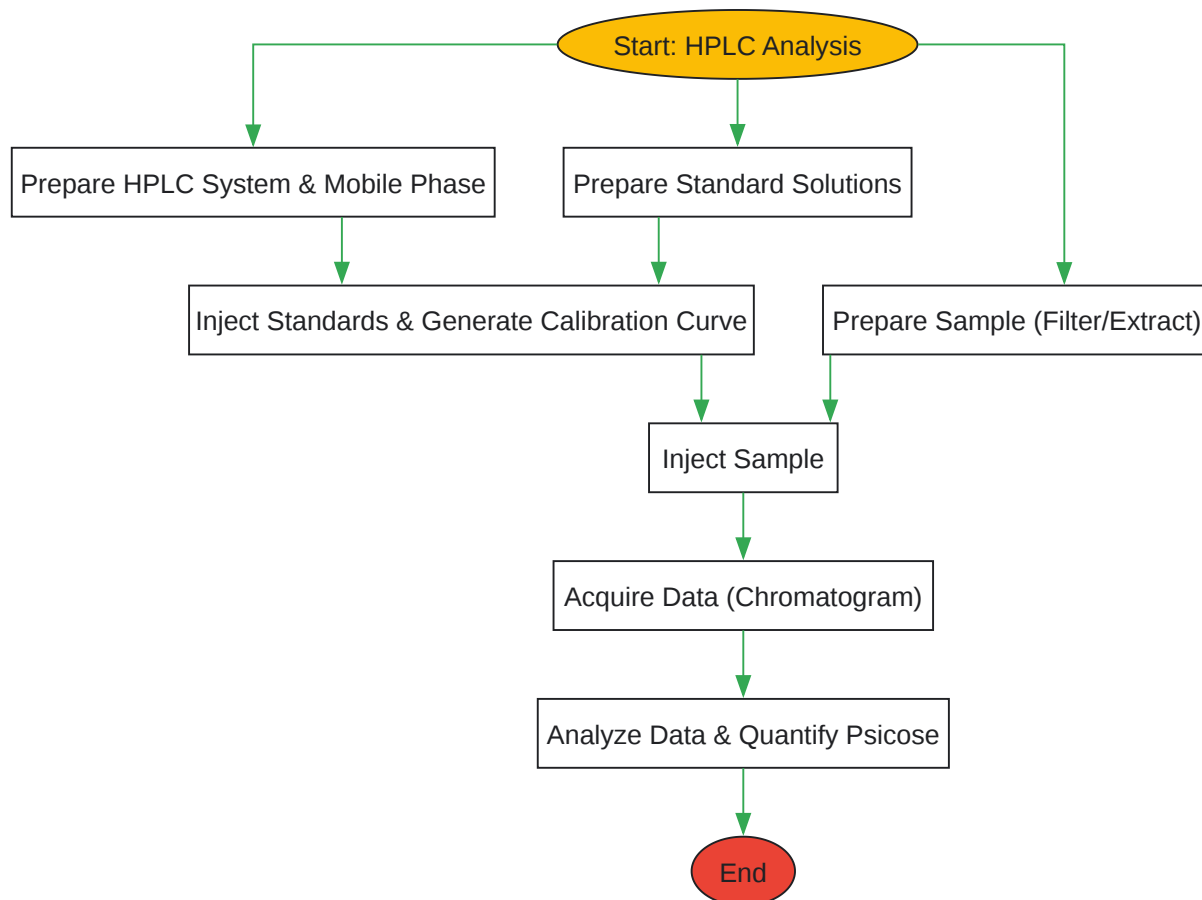 Start: HPLC Analysis
Prepare HPLC System & Mobile Phase
Prepare Standard Solutions
Inject Standards & Generate Calibration Curve
Prepare Sample (Filter/Extract)
Inject Sample
Acquire Data (Chromatogram)
Analyze Data & Quantify Psicose
End